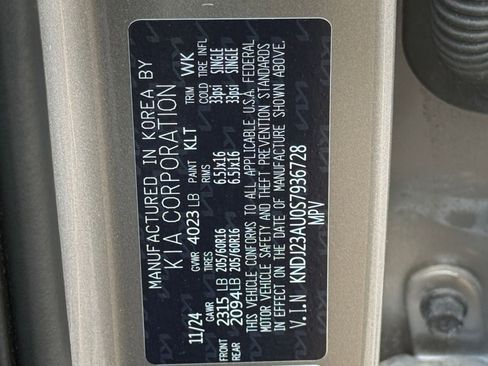 MANUFACTURED IN KOREA BY
KIA CORPORATION
11/24 GVWR 4023 LB PAINT KLT TRIM WK
GAWR RIMS COLD TIRE INFL
FRONT 2315 LB 205/60R16 6.5Jx16 33psi SINGLE
REAR 2094LB 205/60R16 6.5Jx16 33psi SINGLE
THIS VEHICLE CONFORMS TO ALL APPLICABLE U.S.A. FEDERAL
MOTOR VEHICLE SAFETY AND THEFT PREVENTION STANDARDS
IN EFFECT ON THE DATE OF MANUFACTURE SHOWN ABOVE.
V.I.N KNDJ23AU0S7936728
MPV